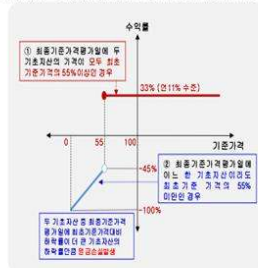 수익률
① 최종기준가격평가일에 두
기초자산의 가격이 모두 최초
기준가격의 55%이상인 경우
33% (연11% 수준)
0
55
100
기준가격
-45%
② 최종기준가격평가일에
어느 한 기초자산이라도
최초기준 가격의 55%
미만인 경우
-100%
두 기초자산 중 최종기준가격
평가일에 최초기준가격대비
하락률이 더 큰 기초자산의
하락률만큼 원금손실발생